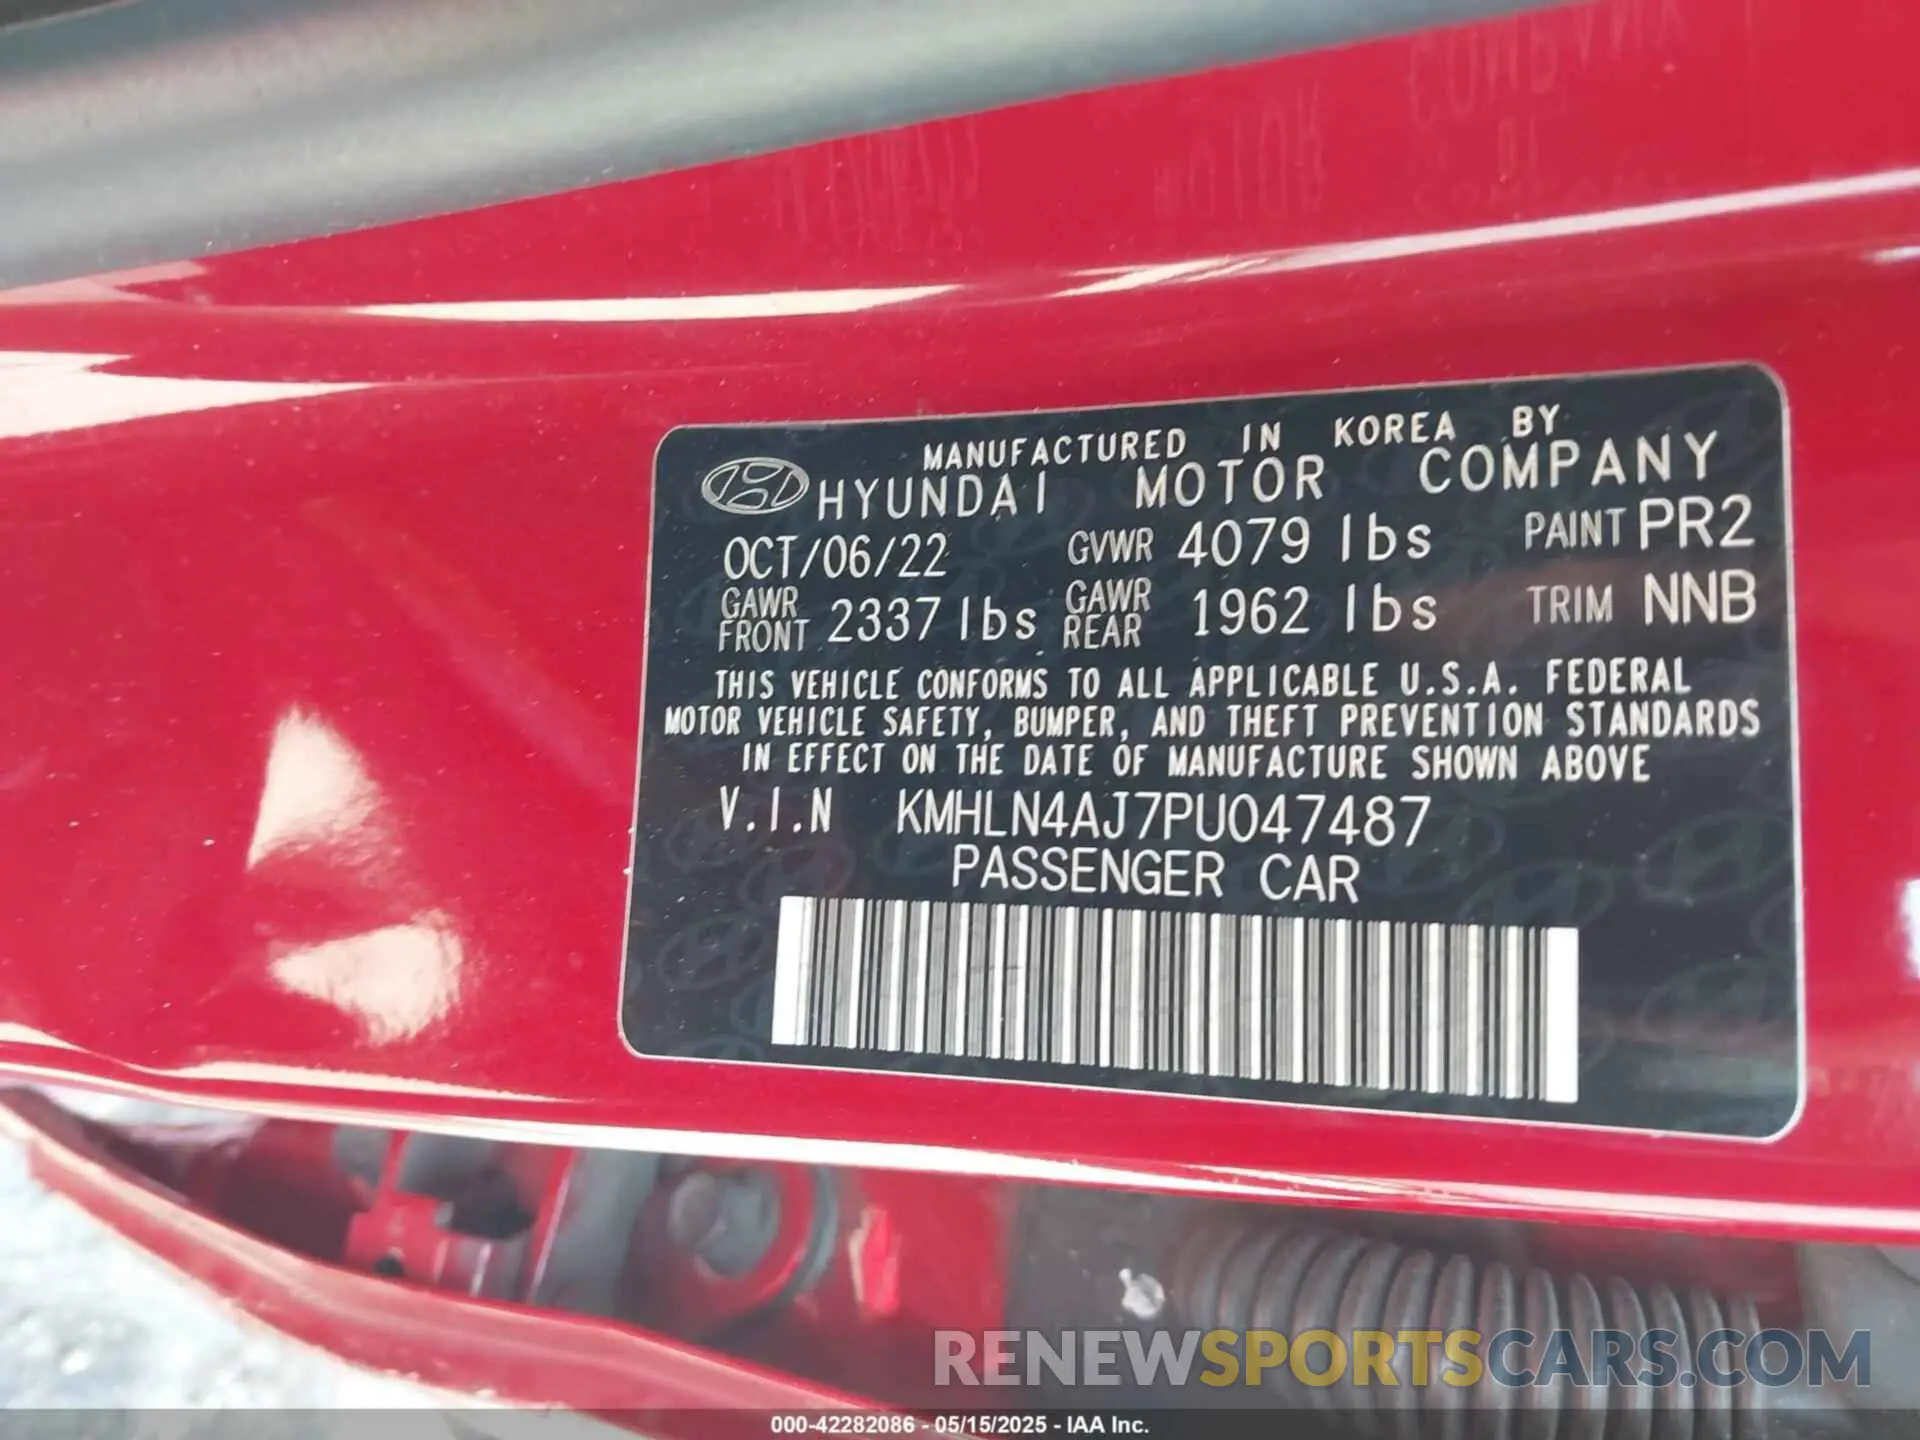 MANUFACTURED IN KOREA BY
HYUNDAI MOTOR COMPANY
OCT/06/22 GVWR 4079 lbs PAINT PR2
GAWR FRONT 2337 lbs GAWR REAR 1962 lbs TRIM NNB
THIS VEHICLE CONFORMS TO ALL APPLICABLE U.S.A. FEDERAL
MOTOR VEHICLE SAFETY, BUMPER, AND THEFT PREVENTION STANDARDS
IN EFFECT ON THE DATE OF MANUFACTURE SHOWN ABOVE
V.I.N KMHLN4AJ7PU047487
PASSENGER CAR
RENEWSPORTSCARS.COM
000-42282086 - 05/15/2025 - IAA Inc.